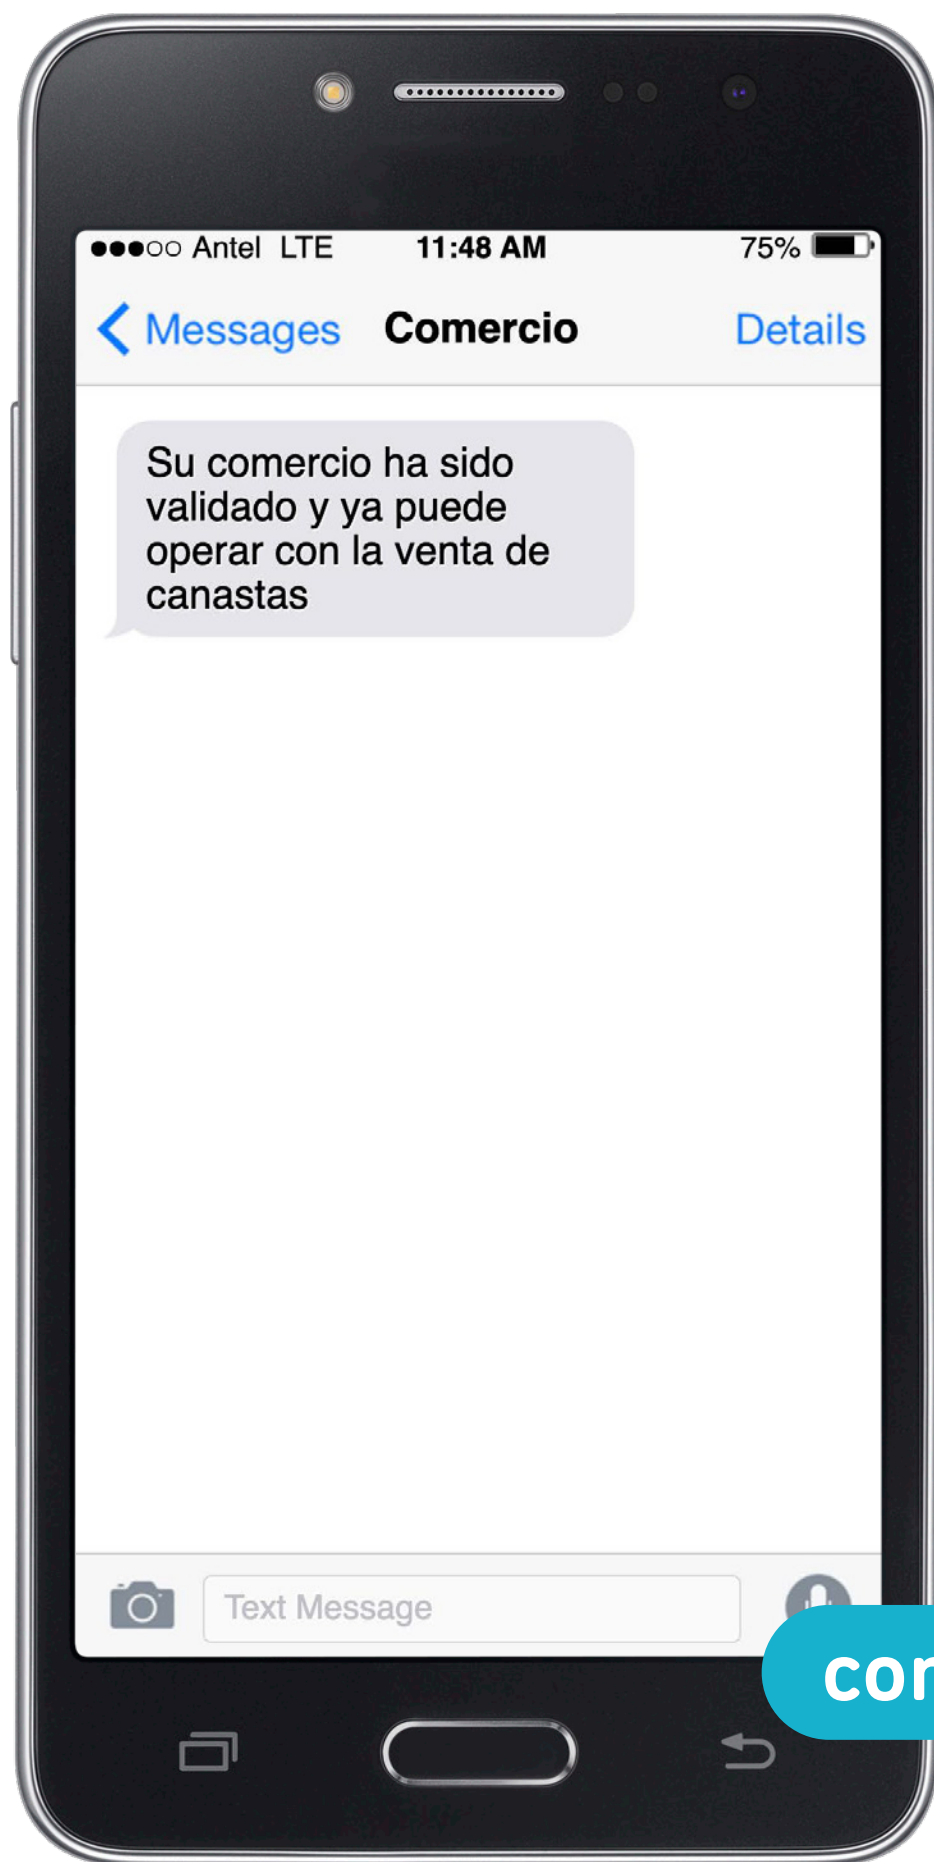 Antel LTE 11:48 AM 75%
Messages Comercio Details
Su comercio ha sido
validado y ya puede
operar con la venta de
canastas
Text Message